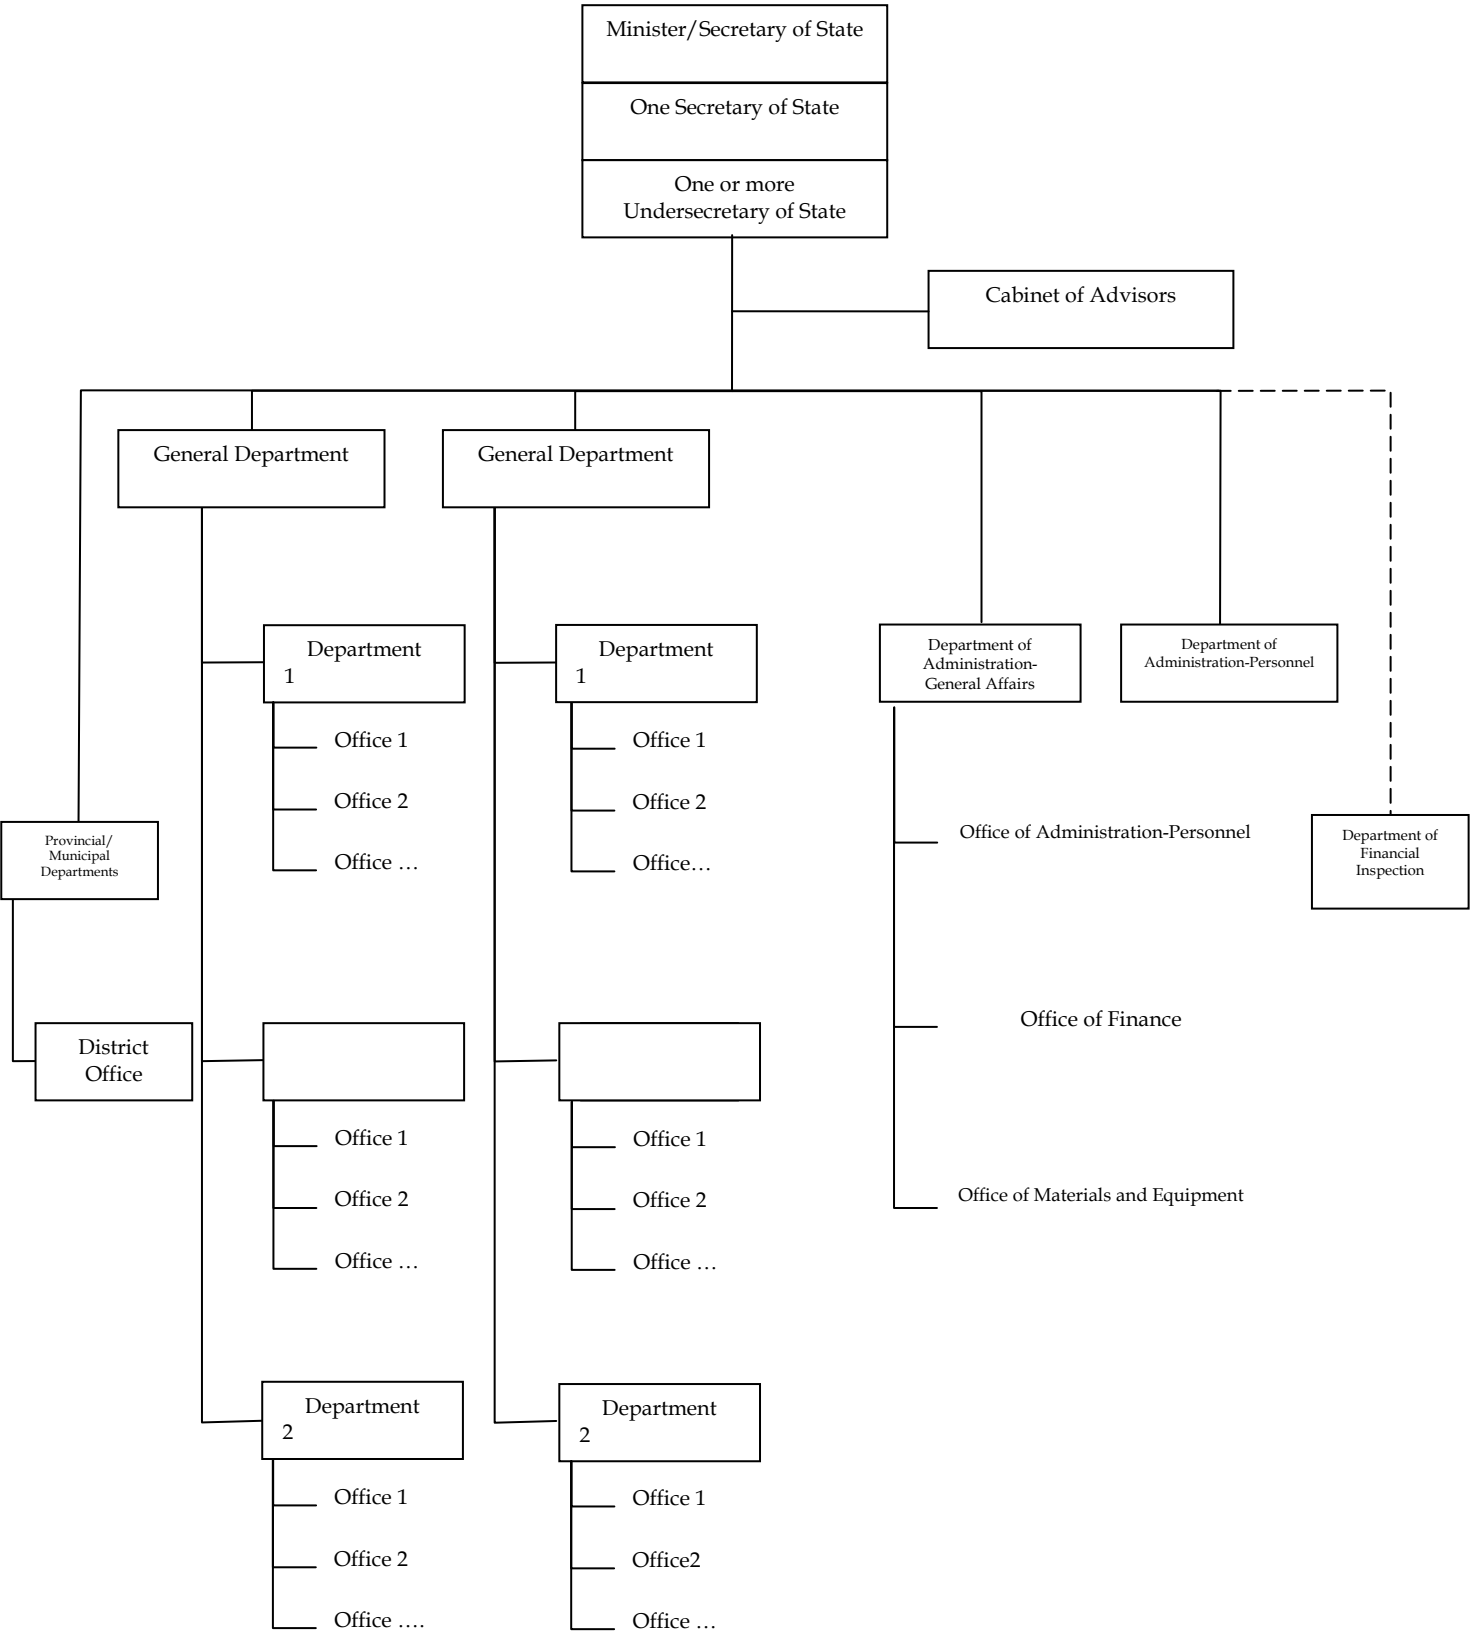 Minister/Secretary of State
One Secretary of State
One or more
Undersecretary of State
Cabinet of Advisors
General Department
General Department
Department
1
Office 1
Office 2
Office …
Department
1
Office 1
Office 2
Office…
Department of
Administration-
General Affairs
Department of
Administration-Personnel
Office of Administration-Personnel
Office of Finance
Office of Materials and Equipment
Department of
Financial
Inspection
Provincial/
Municipal
Departments
District
Office
Office 1
Office 2
Office …
Office 1
Office 2
Office …
Department
2
Office 1
Office 2
Office ….
Department
2
Office 1
Office2
Office …